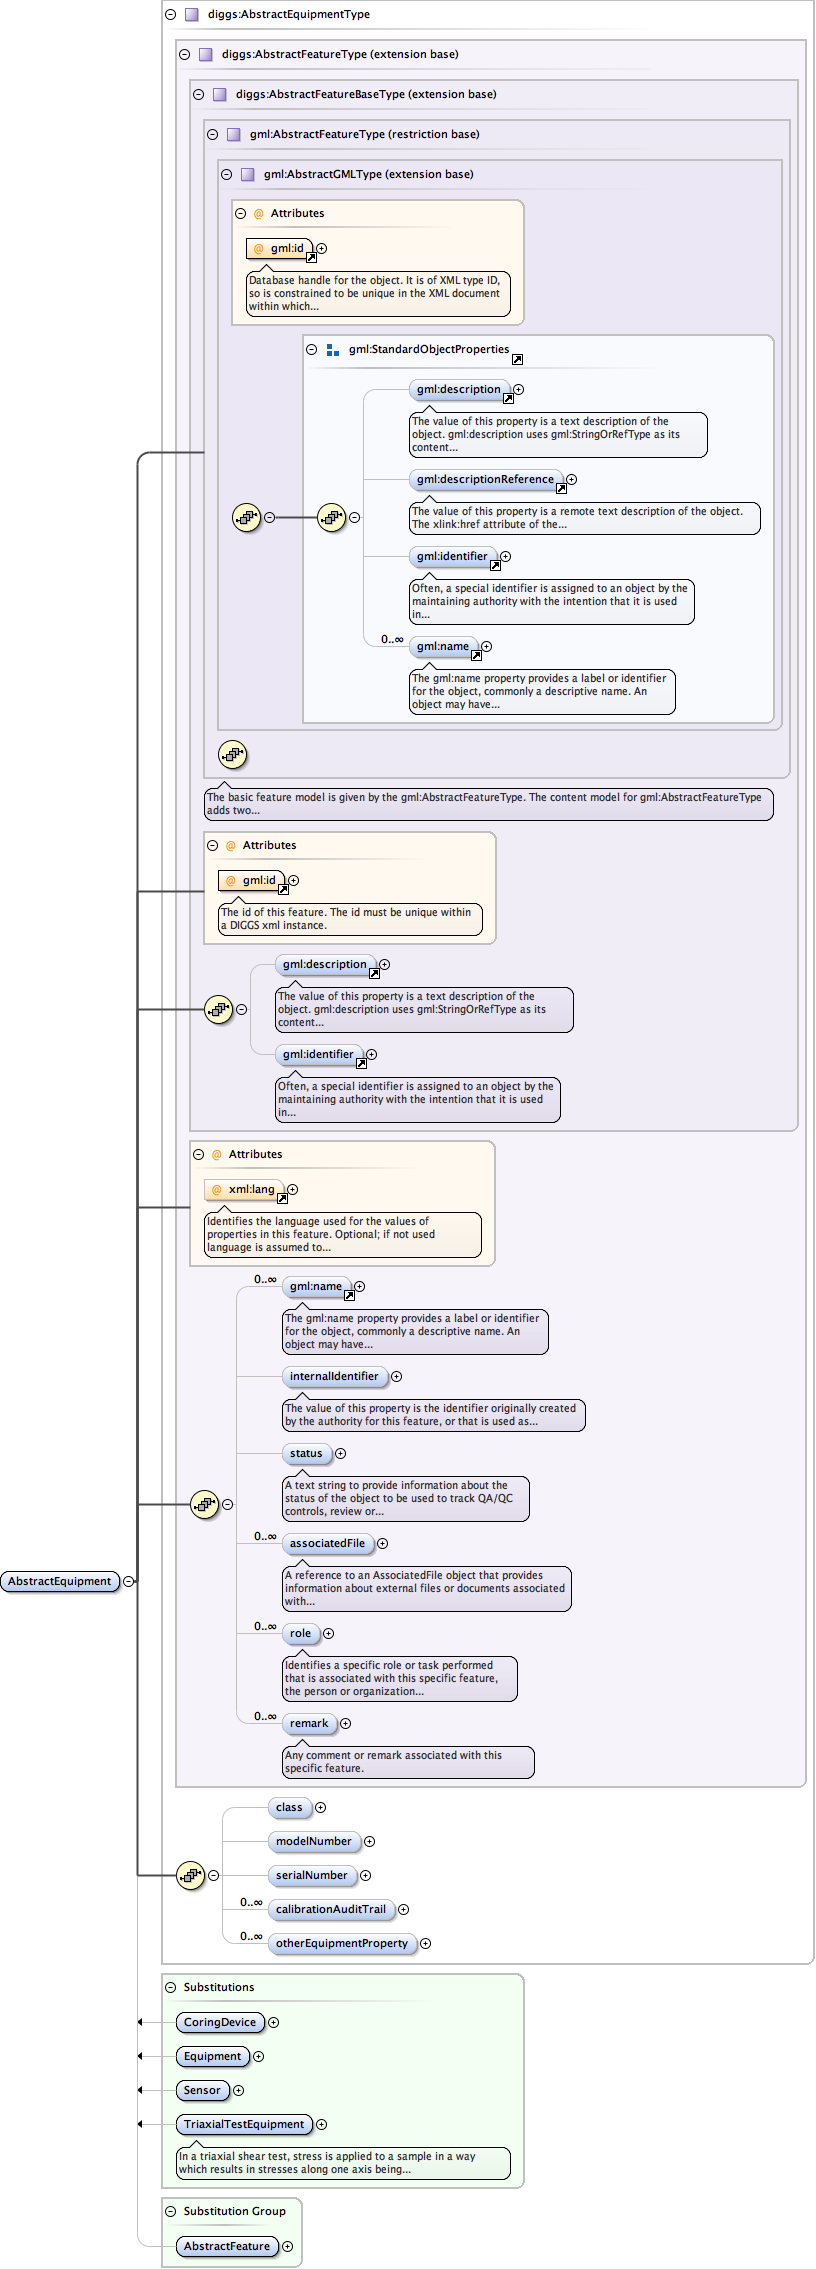 diggs:AbstractEquipmentType
diggs:AbstractFeatureType (extension base)
diggs:AbstractFeatureBaseType (extension base)
gml:AbstractFeatureType (restriction base)
gml:AbstractGMLType (extension base)
@ Attributes
@ gml:id
Database handle for the object. It is of XML type ID,
so is constrained to be unique in the XML document
within which...
gml:StandardObjectProperties
gml:description
The value of this property is a text description of the
object. gml:description uses gml:StringOrRefType as its
content...
gml:descriptionReference
The value of this property is a remote text description of the object.
The xlink:href attribute of the...
gml:identifier
Often, a special identifier is assigned to an object by the
maintaining authority with the intention that it is used
in...
0..∞
gml:name
The gml:name property provides a label or identifier
for the object, commonly a descriptive name. An
object may have...
The basic feature model is given by the gml:AbstractFeatureType. The content model for gml:AbstractFeatureType
adds two...
@ Attributes
@ gml:id
The id of this feature. The id must be unique within
a DIGGS xml instance.
gml:description
The value of this property is a text description of the
object. gml:description uses gml:StringOrRefType as its
content...
gml:identifier
Often, a special identifier is assigned to an object by the
maintaining authority with the intention that it is used
in...
@ Attributes
@ xml:lang
Identifies the language used for the values of
properties in this feature. Optional; if not used
language is assumed to...
0..∞
gml:name
The gml:name property provides a label or identifier
for the object, commonly a descriptive name. An
object may have...
internalIdentifier
The value of this property is the identifier originally created
by the authority for this feature, or that is used as...
status
A text string to provide information about the
status of the object to be used to track QA/QC
controls, review or...
0..∞
associatedFile
A reference to an AssociatedFile object that provides
information about external files or documents associated
with...
AbstractEquipment
0..∞
role
Identifies a specific role or task performed
that is associated with this specific feature,
the person or organization...
0..∞
remark
Any comment or remark associated with this
specific feature.
class
modelNumber
serialNumber
0..∞
calibrationAuditTrail
0..∞
otherEquipmentProperty
Substitutions
CoringDevice
Equipment
Sensor
TriaxialTestEquipment
In a triaxial shear test, stress is applied to a sample in a way
which results in stresses along one axis being...
Substitution Group
AbstractFeature